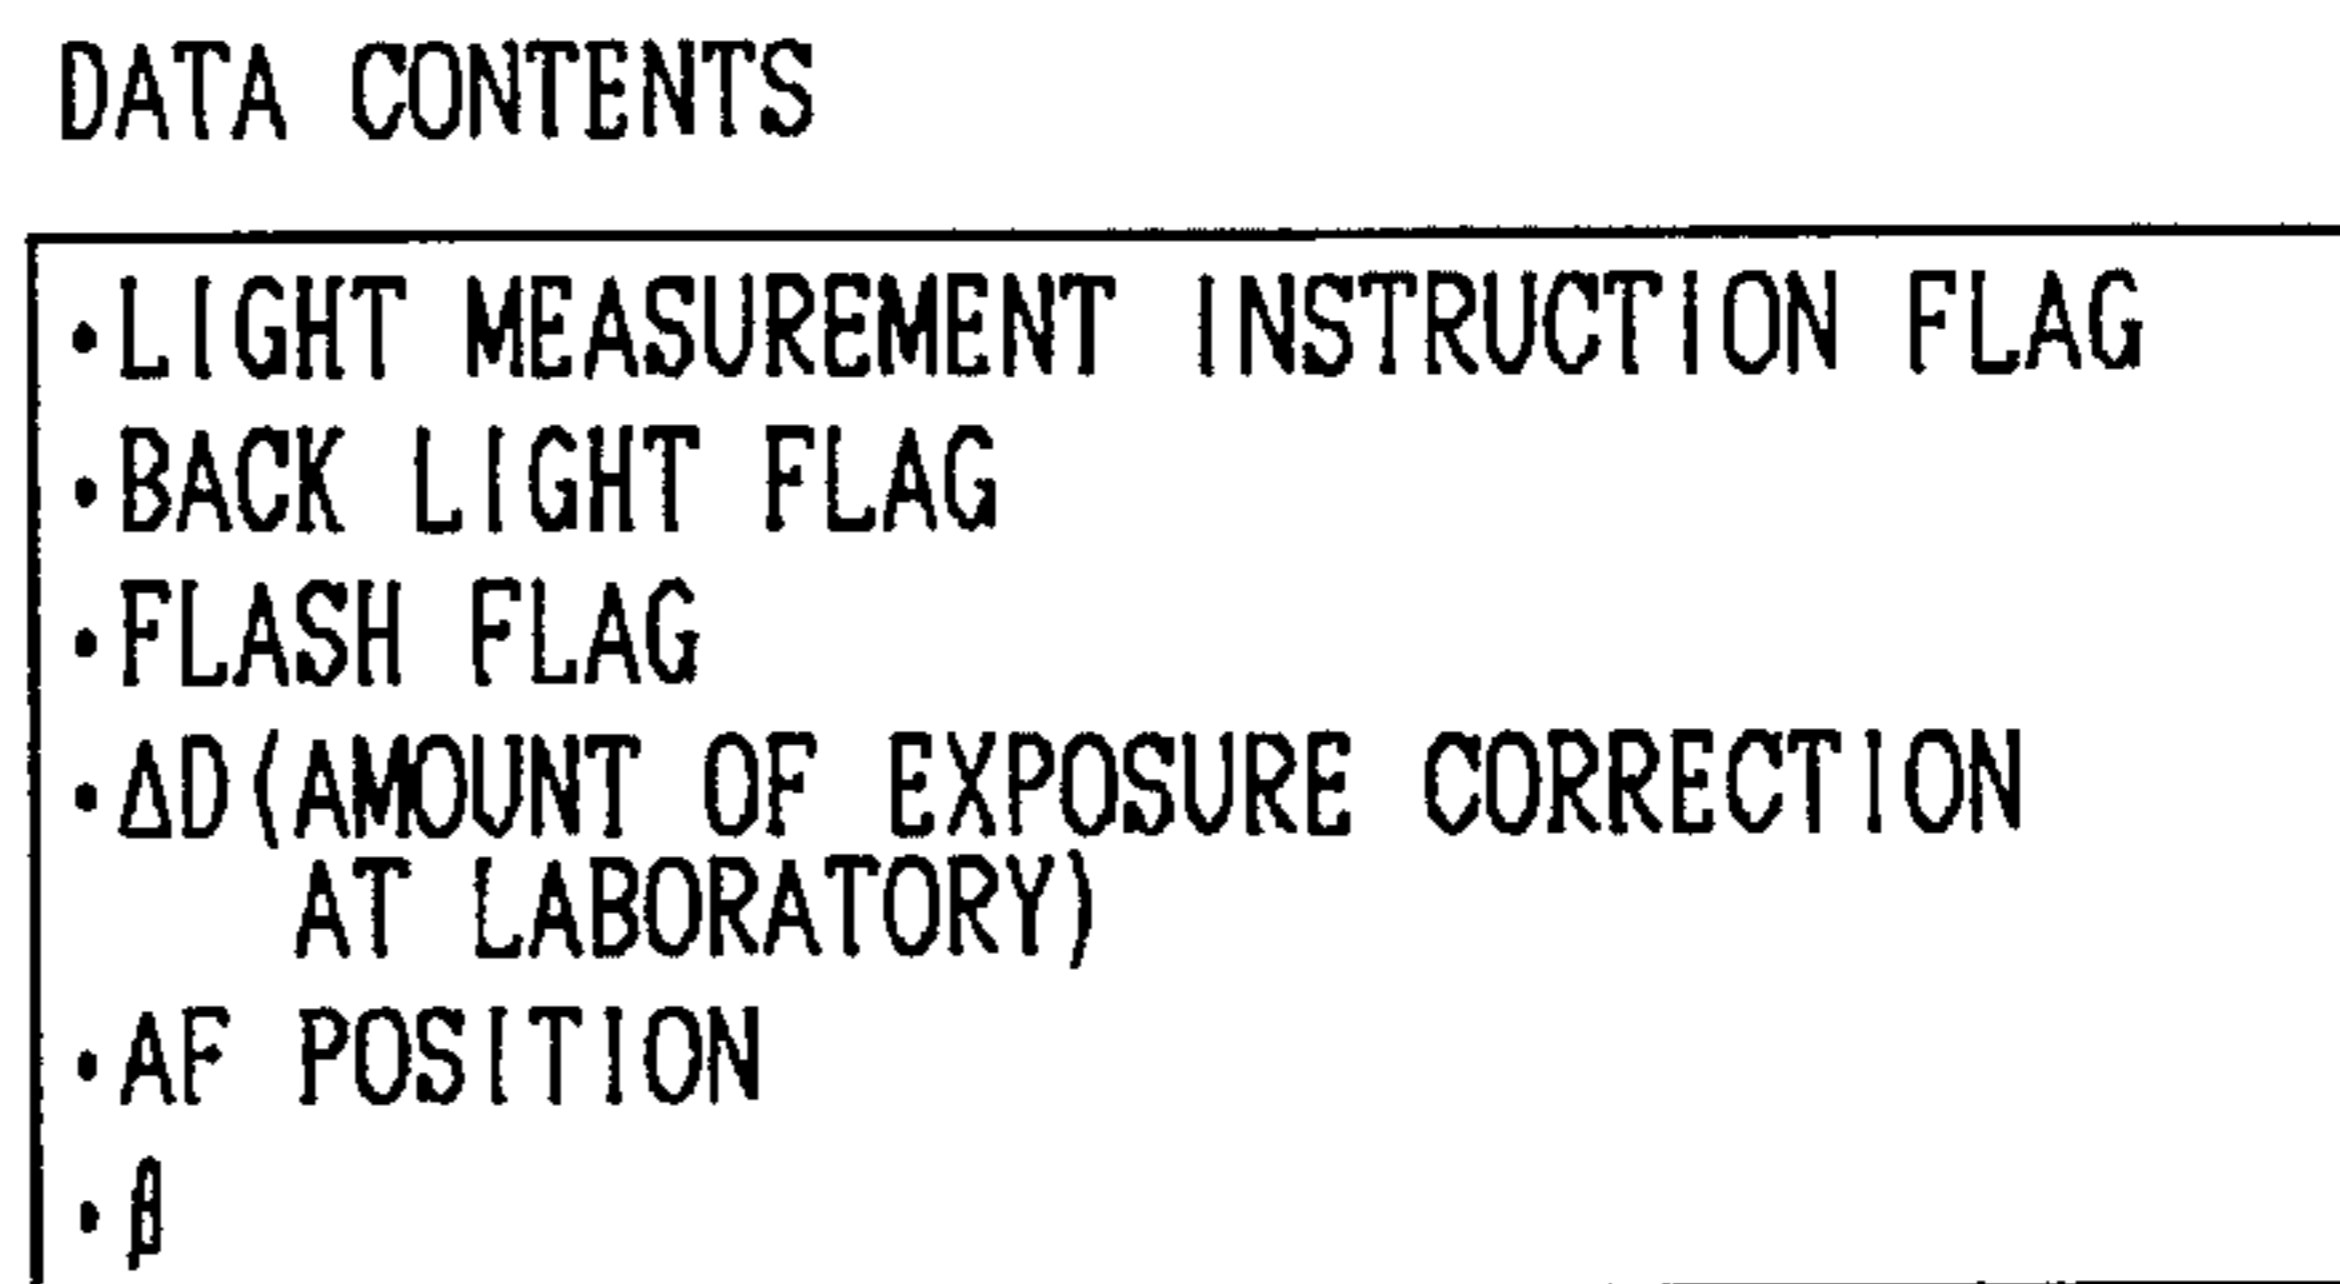 DATA CONTENTS
・LIGHT MEASUREMENT INSTRUCTION FLAG
・BACK LIGHT FLAG
・FLASH FLAG
・ΔD(AMOUNT OF EXPOSURE CORRECTION
AT LABORATORY)
・AF POSITION
・β